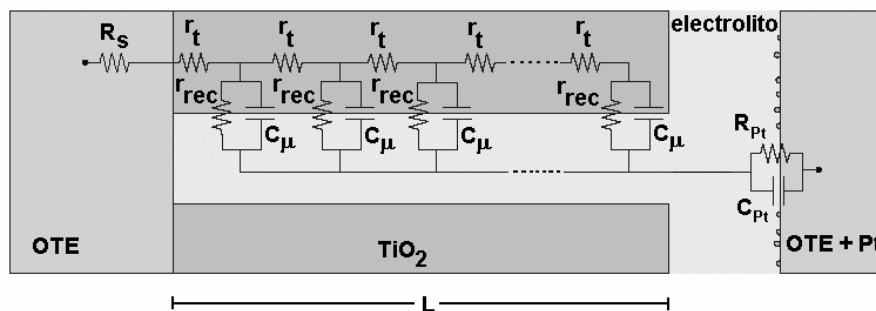 electrolito
R_S
r_t
r_t
r_t
r_t
r_t
r_rec
r_rec
r_rec
r_rec
C_μ
C_μ
C_μ
C_μ
R_Pt
C_Pt
OTE
TiO₂
OTE + Pt
L